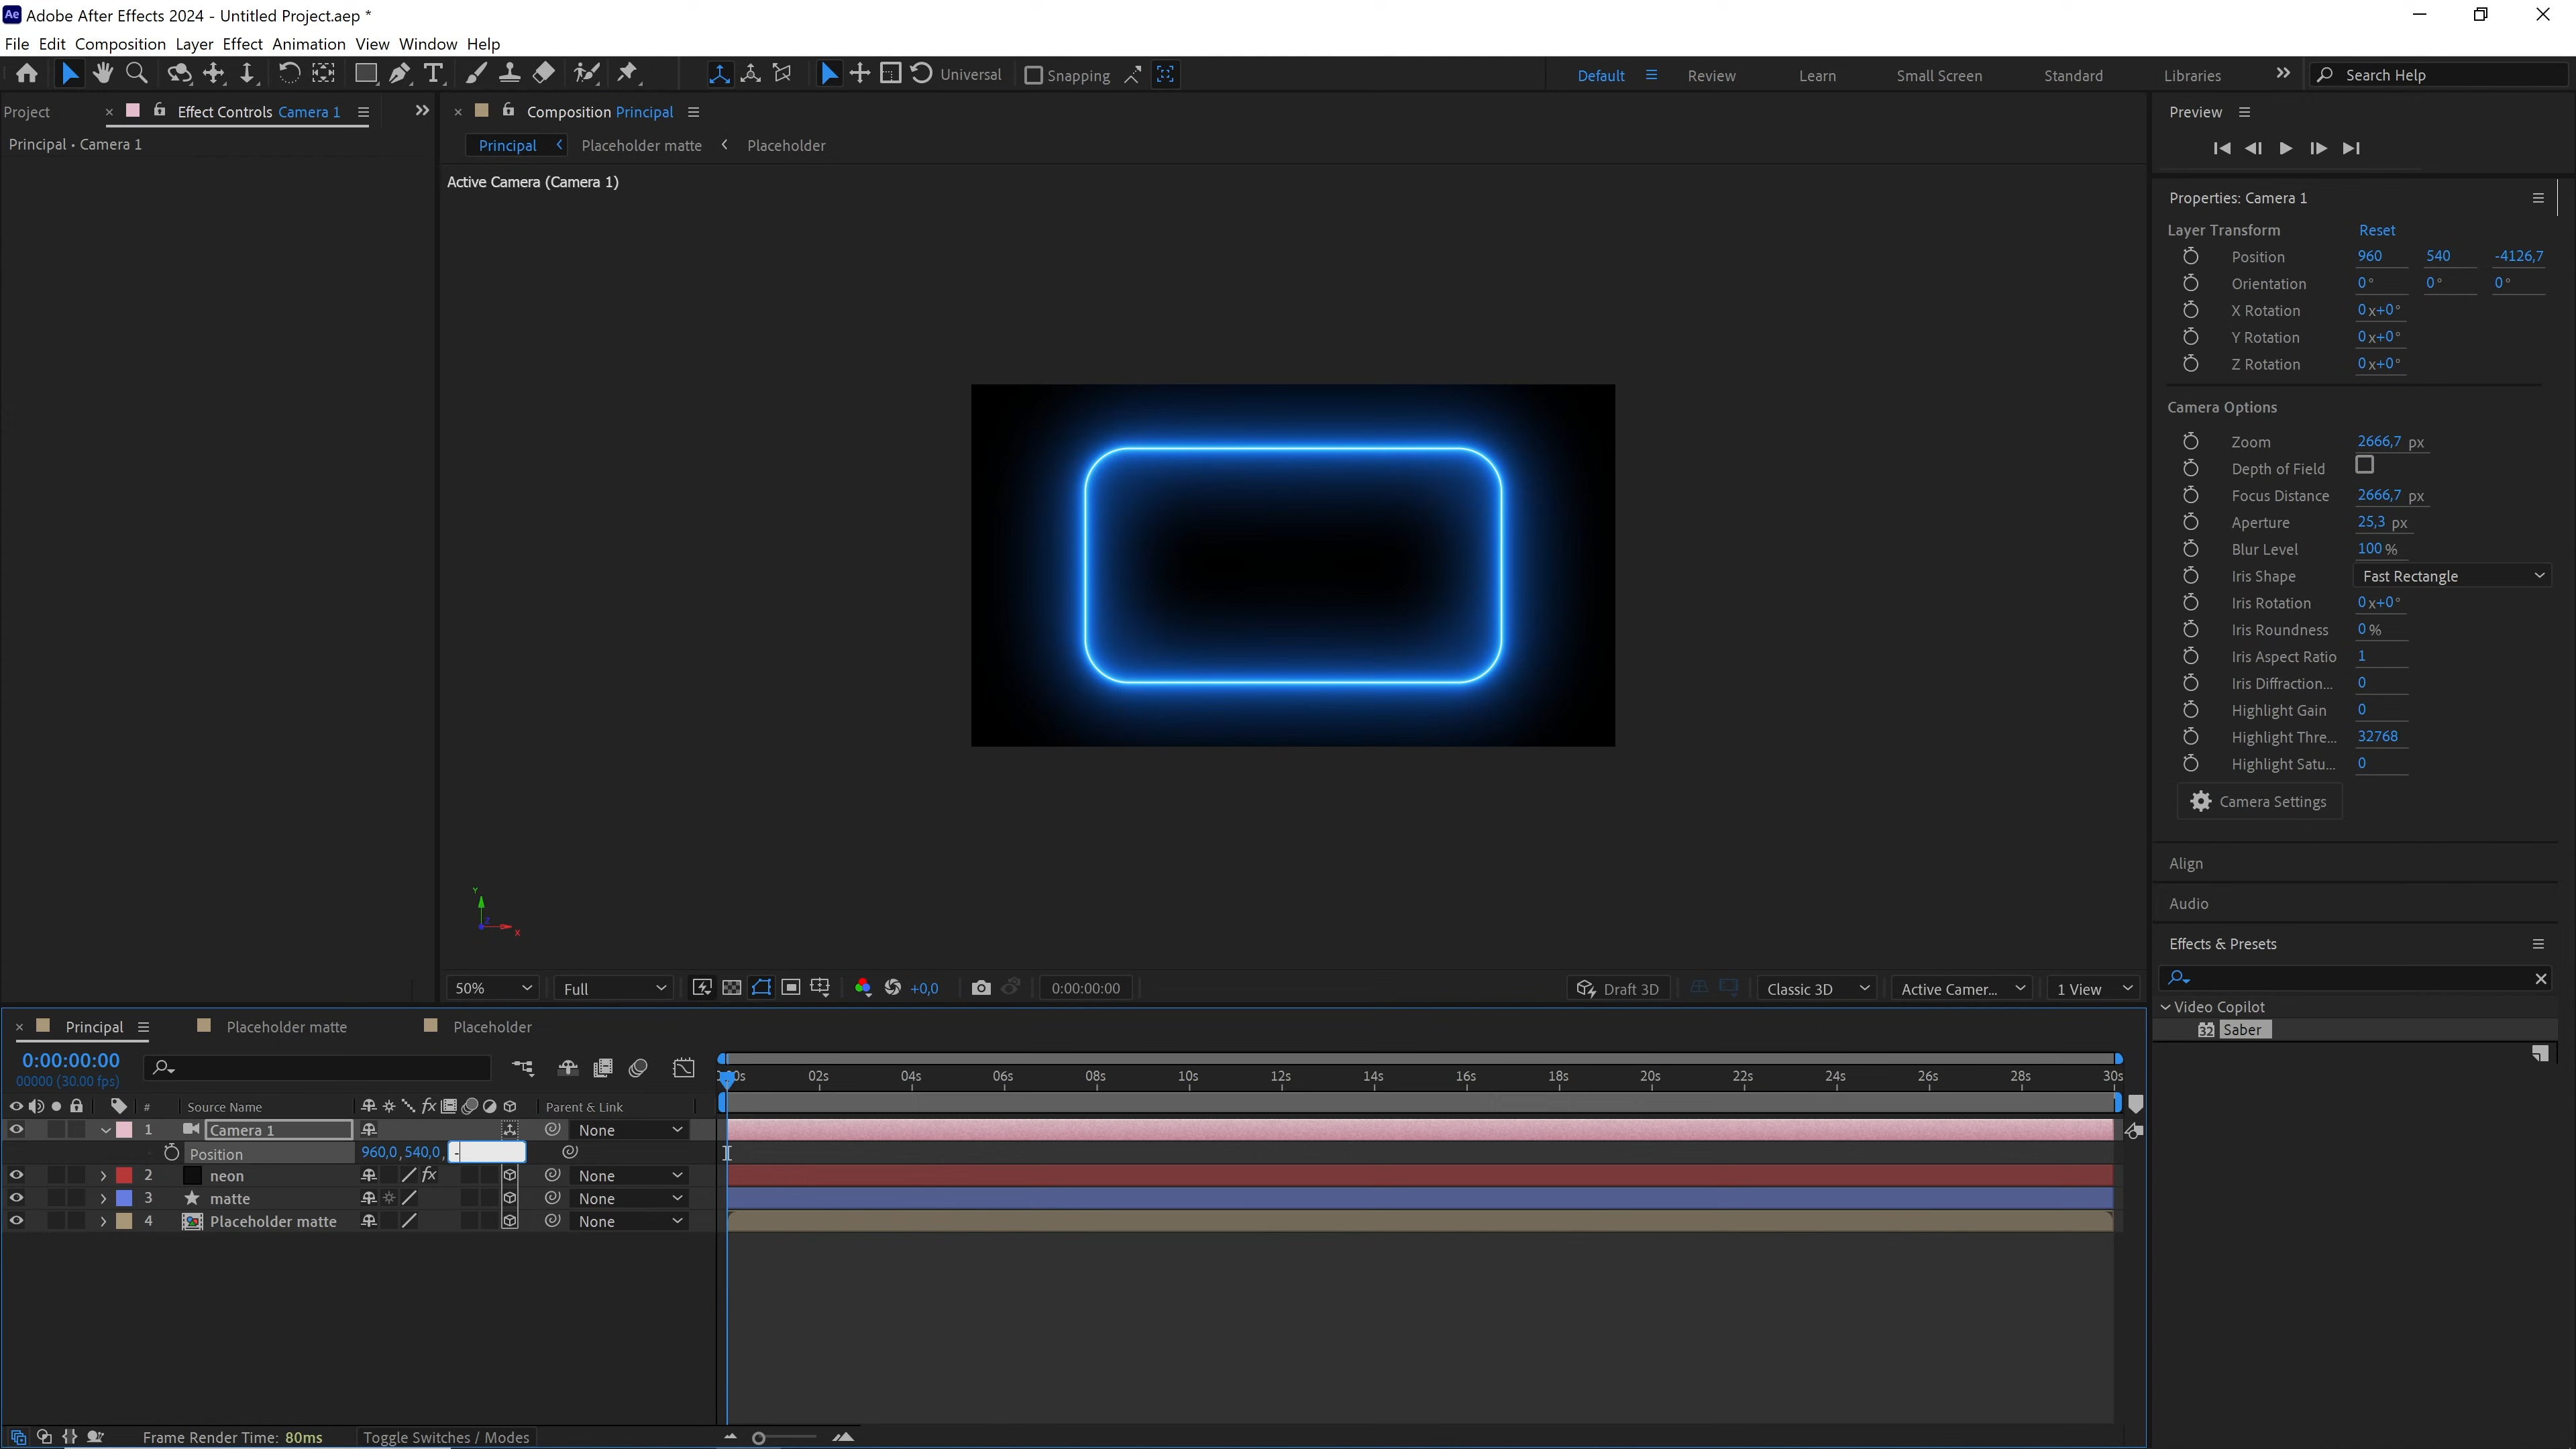 Ae Adobe After Effects 2024 - Untitled Project.aep *
File Edit Composition Layer Effect Animation View Window Help
Universal Snapping Default Review Learn Small Screen Standard Libraries Search Help
Project × Effect Controls Camera 1
Principal • Camera 1
× Composition Principal
Principal Placeholder matte Placeholder
Active Camera (Camera 1)
Y
Z
X
50% Full +0,0 0:00:00:00 Draft 3D Classic 3D Active Camer... 1 View
Preview
Properties: Camera 1
Layer Transform Reset
Position 960 540 -4126,7
Orientation 0° 0° 0°
X Rotation 0x+0°
Y Rotation 0x+0°
Z Rotation 0x+0°
Camera Options
Zoom 2666,7 px
Depth of Field
Focus Distance 2666,7 px
Aperture 25,3 px
Blur Level 100 %
Iris Shape Fast Rectangle
Iris Rotation 0x+0°
Iris Roundness 0 %
Iris Aspect Ratio 1
Iris Diffraction... 0
Highlight Gain 0
Highlight Thre... 32768
Highlight Satu... 0
Camera Settings
Align
Audio
Effects & Presets
Video Copilot
32 Saber
× Principal Placeholder matte Placeholder
0:00:00:00
00000 (30.00 fps)
02s 04s 06s 08s 10s 12s 14s 16s 18s 20s 22s 24s 26s 28s 30s
# Source Name fx Parent & Link
1 Camera 1 None
Position 960,0, 540,0, -
2 neon fx None
3 matte None
4 Placeholder matte None
Frame Render Time: 80ms Toggle Switches / Modes